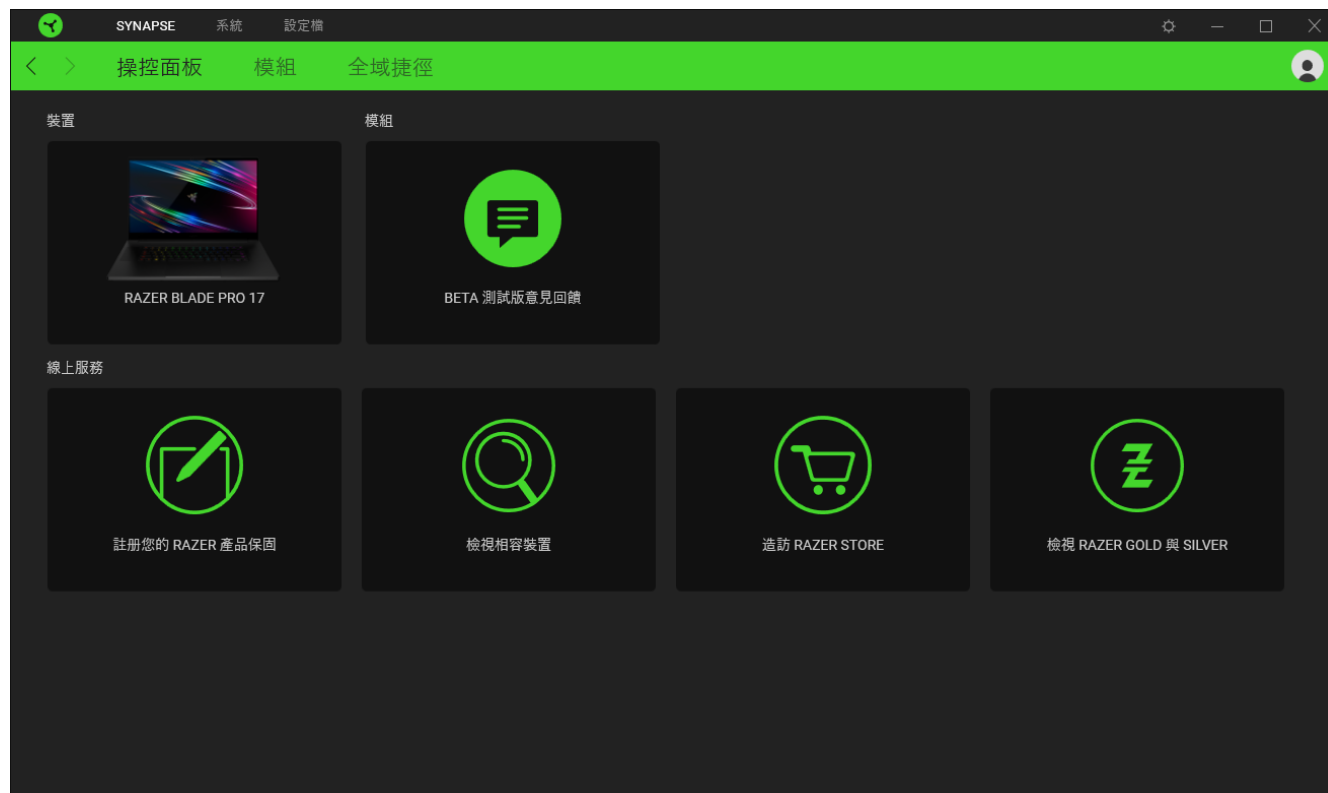 SYNAPSE 系統 設定檔
操控面板 模組 全域捷徑
裝置 模組
RAZER BLADE PRO 17 BETA 測試版意見回饋
線上服務
註册您的 RAZER 產品保固 檢視相容裝置 造訪 RAZER STORE 檢視 RAZER GOLD 與 SILVER